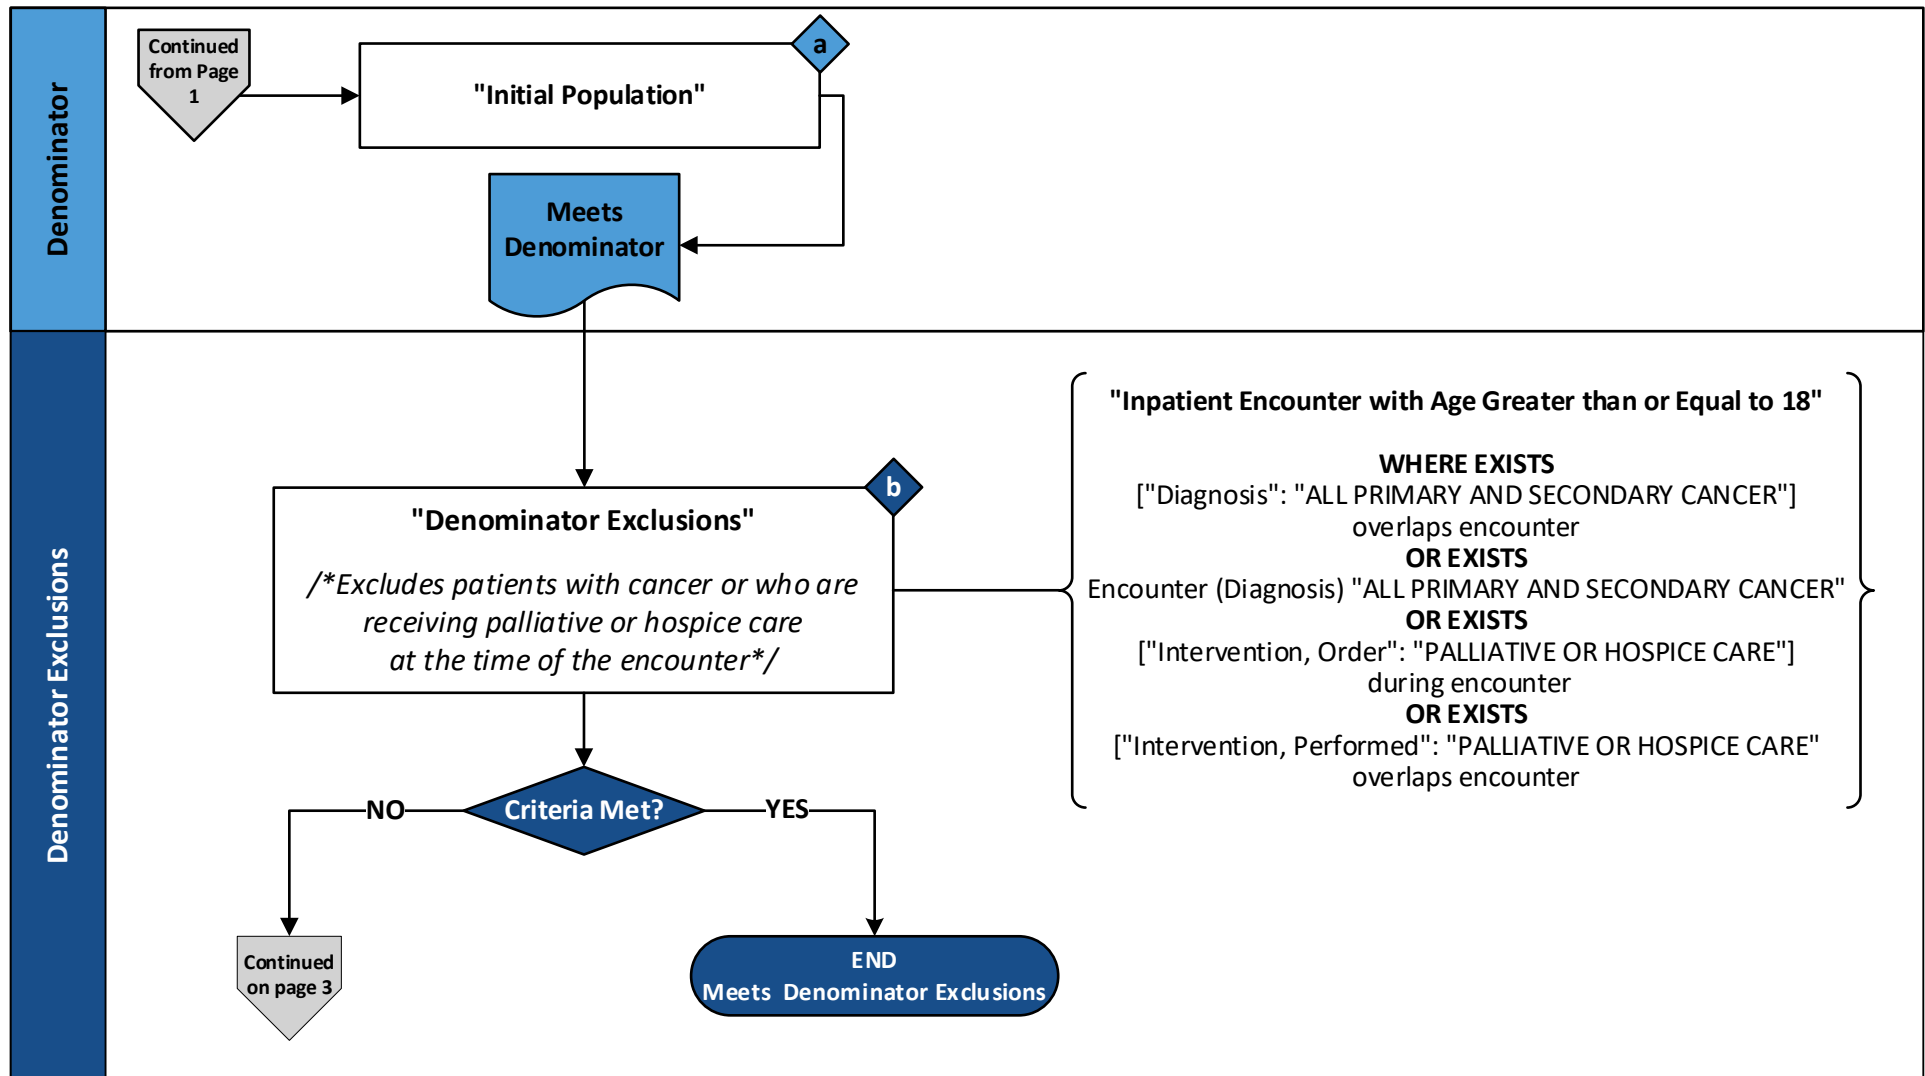 Denominator
Continued
from Page
1
"Initial Population"
a
Meets
Denominator
Denominator Exclusions
"Denominator Exclusions"
b
/*Excludes patients with cancer or who are
receiving palliative or hospice care
at the time of the encounter*/
"Inpatient Encounter with Age Greater than or Equal to 18"
WHERE EXISTS
["Diagnosis": "ALL PRIMARY AND SECONDARY CANCER"]
overlaps encounter
OR EXISTS
Encounter (Diagnosis) "ALL PRIMARY AND SECONDARY CANCER"
OR EXISTS
["Intervention, Order": "PALLIATIVE OR HOSPICE CARE"]
during encounter
OR EXISTS
["Intervention, Performed": "PALLIATIVE OR HOSPICE CARE"
overlaps encounter
NO
Criteria Met?
YES
Continued
on page 3
END
Meets Denominator Exclusions